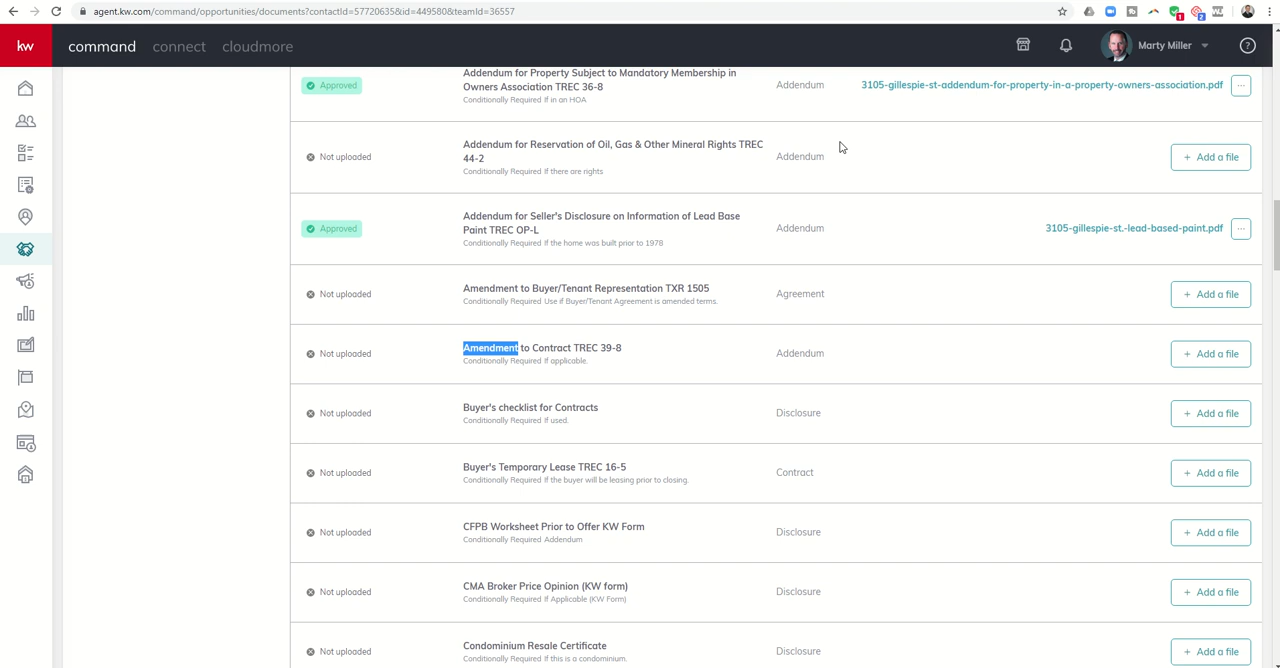 agent.kw.com/command/opportunities/documents?contactId=57720635&id=449580&teamId=36557
1
2
kw
command
connect
cloudmore
Marty Miller
?
Approved
Addendum for Property Subject to Mandatory Membership in
Owners Association TREC 36-8
Conditionally Required If in an HOA
Addendum
3105-gillespie-st-addendum-for-property-in-a-property-owners-association.pdf
...
Not uploaded
Addendum for Reservation of Oil, Gas & Other Mineral Rights TREC
44-2
Conditionally Required If there are rights
Addendum
+ Add a file
Approved
Addendum for Seller's Disclosure on Information of Lead Base
Paint TREC OP-L
Conditionally Required If the home was built prior to 1978
Addendum
3105-gillespie-st.-lead-based-paint.pdf
...
Not uploaded
Amendment to Buyer/Tenant Representation TXR 1505
Conditionally Required Use if Buyer/Tenant Agreement is amended terms.
Agreement
+ Add a file
Not uploaded
Amendment to Contract TREC 39-8
Conditionally Required If applicable.
Addendum
+ Add a file
Not uploaded
Buyer's checklist for Contracts
Conditionally Required If used.
Disclosure
+ Add a file
Not uploaded
Buyer's Temporary Lease TREC 16-5
Conditionally Required If the buyer will be leasing prior to closing.
Contract
+ Add a file
Not uploaded
CFPB Worksheet Prior to Offer KW Form
Conditionally Required Addendum
Disclosure
+ Add a file
Not uploaded
CMA Broker Price Opinion (KW form)
Conditionally Required If Applicable (KW Form)
Disclosure
+ Add a file
Not uploaded
Condominium Resale Certificate
Conditionally Required If this is a condominium.
Disclosure
+ Add a file